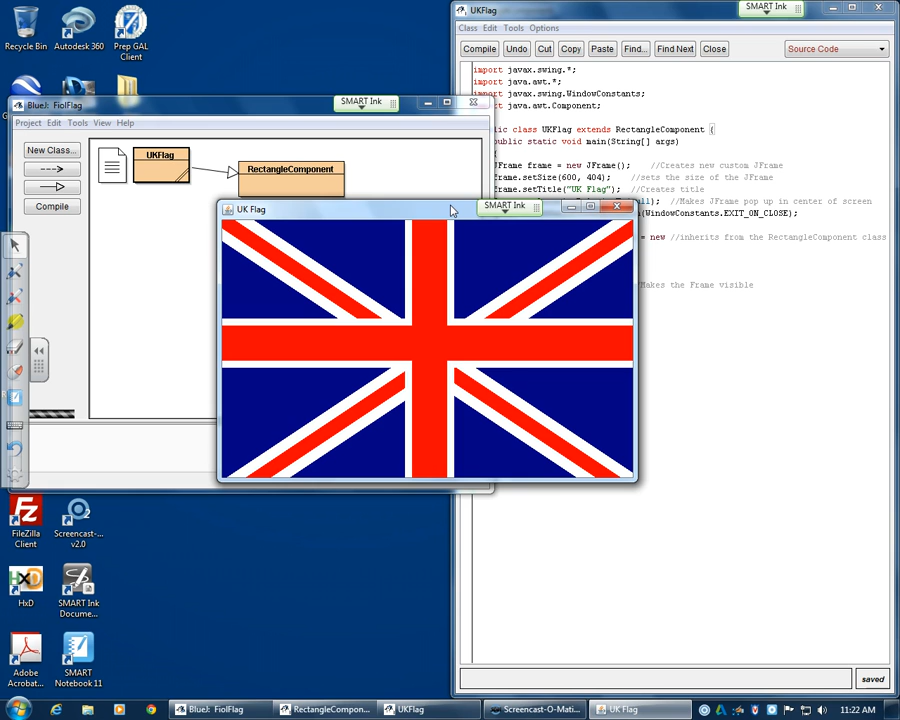 Recycle Bin
Autodesk 360
Prep GAL
Client
BlueJ: FiolFlag
SMART Ink
Project Edit Tools View Help
New Class...
Compile
UKFlag
RectangleComponent
UK Flag
SMART Ink
UKFlag
SMART Ink
Class Edit Tools Options
Compile Undo Cut Copy Paste Find... Find Next Close
Source Code
import javax.swing.*;
import java.awt.*;
import javax.swing.WindowConstants;
java.awt.Component;
class UKFlag extends RectangleComponent {
public static void main(String[] args)
JFrame frame = new JFrame(); //Creates new custom JFrame
frame.setSize(600, 404); //sets the size of the JFrame
frame.setTitle("UK Flag"); //Creates title
//Makes JFrame pop up in center of screen
(WindowConstants.EXIT_ON_CLOSE);
= new //inherits from the RectangleComponent class
Makes the Frame visible
saved
FileZilla
Client
Screencast-...
v2.0
HxD
SMART Ink
Docume...
Adobe
Acrobat...
SMART
Notebook 11
BlueJ: FiolFlag
RectangleCompon...
UKFlag
Screencast-O-Mati...
UK Flag
11:22 AM